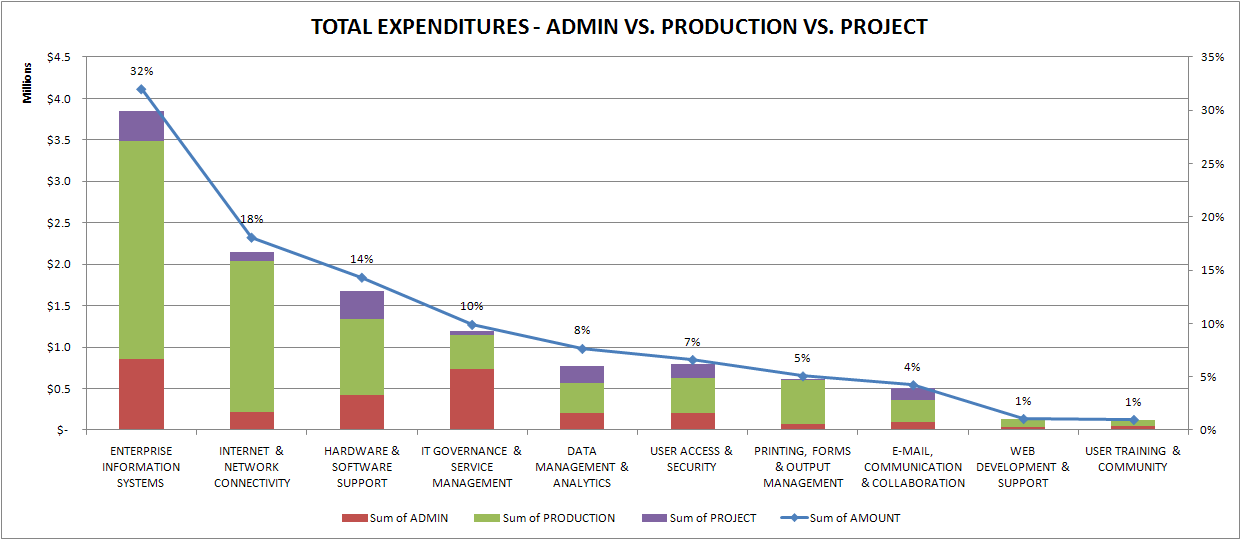 TOTAL EXPENDITURES - ADMIN VS. PRODUCTION VS. PROJECT
Millions
$4.5
$4.0
$3.5
$3.0
$2.5
$2.0
$1.5
$1.0
$0.5
$-
35%
30%
25%
20%
15%
10%
5%
0%
32%
18%
14%
10%
8%
7%
5%
4%
1%
1%
ENTERPRISE
INFORMATION
SYSTEMS
INTERNET &
NETWORK
CONNECTIVITY
HARDWARE &
SOFTWARE
SUPPORT
IT GOVERNANCE &
SERVICE
MANAGEMENT
DATA
MANAGEMENT &
ANALYTICS
USER ACCESS &
SECURITY
PRINTING, FORMS
& OUTPUT
MANAGEMENT
E-MAIL,
COMMUNICATION
& COLLABORATION
WEB
DEVELOPMENT &
SUPPORT
USER TRAINING &
COMMUNITY
Sum of ADMIN
Sum of PRODUCTION
Sum of PROJECT
Sum of AMOUNT